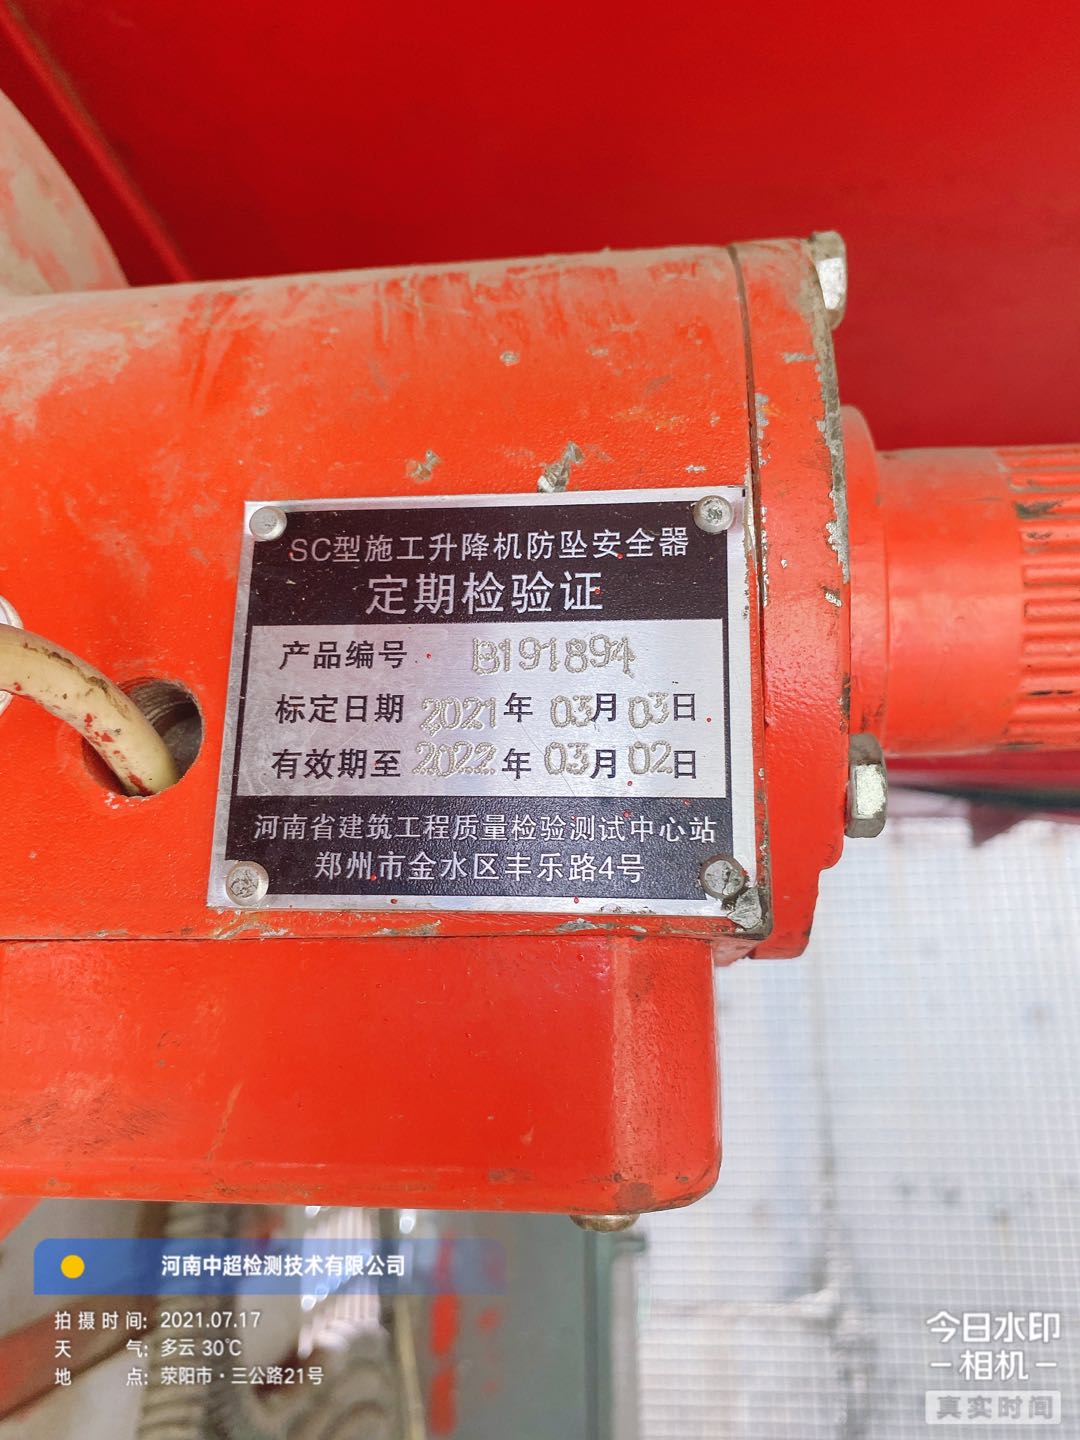 SC型施工升降机防坠安全器
定期检验证
产品编号 B191894
标定日期 2021年 03月 03日
有效期至 2022年 03月 02日
河南省建筑工程质量检验测试中心站
郑州市金水区丰乐路4号
河南中超检测技术有限公司
拍摄时间: 2021.07.17
天 气: 多云 30℃
地 点: 荥阳市·三公路21号
今日水印
相机
真实时间